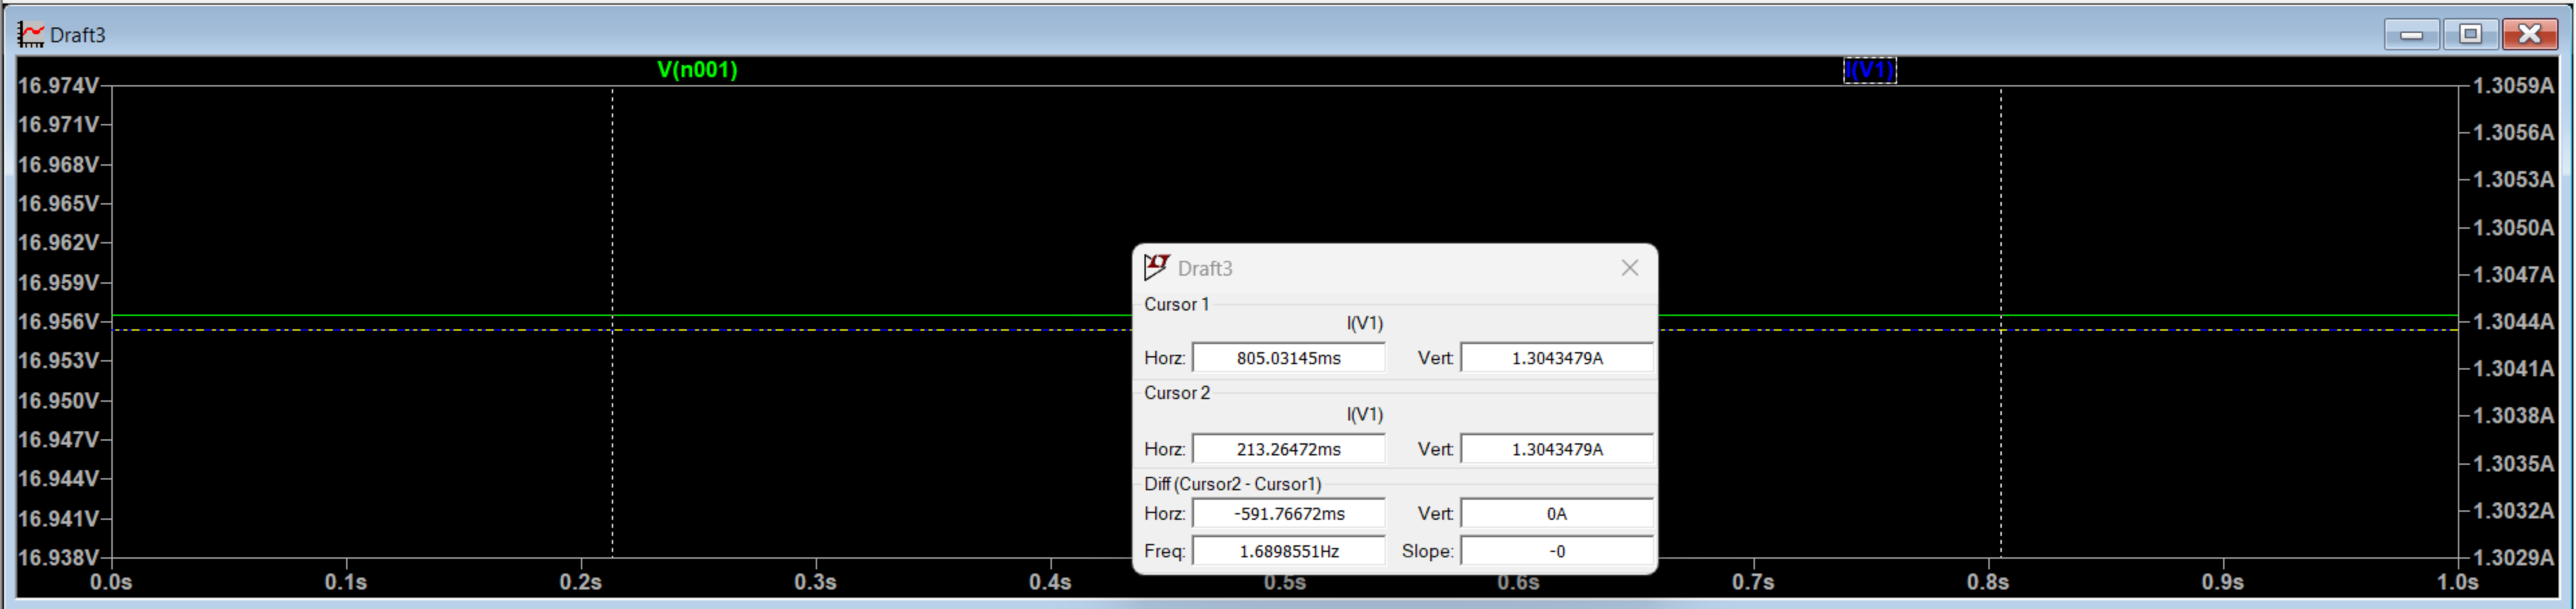 Draft3
V(n001)
I(V1)
16.974V
16.971V
16.968V
16.965V
16.962V
16.959V
16.956V
16.953V
16.950V
16.947V
16.944V
16.941V
16.938V
1.3059A
1.3056A
1.3053A
1.3050A
1.3047A
1.3044A
1.3041A
1.3038A
1.3035A
1.3032A
1.3029A
Draft3
Cursor 1
I(V1)
Horz: 805.03145ms Vert: 1.3043479A
Cursor 2
I(V1)
Horz: 213.26472ms Vert: 1.3043479A
Diff (Cursor2 - Cursor1)
Horz: -591.76672ms Vert: 0A
Freq: 1.6898551Hz Slope: -0
0.0s 0.1s 0.2s 0.3s 0.4s 0.5s 0.6s 0.7s 0.8s 0.9s 1.0s